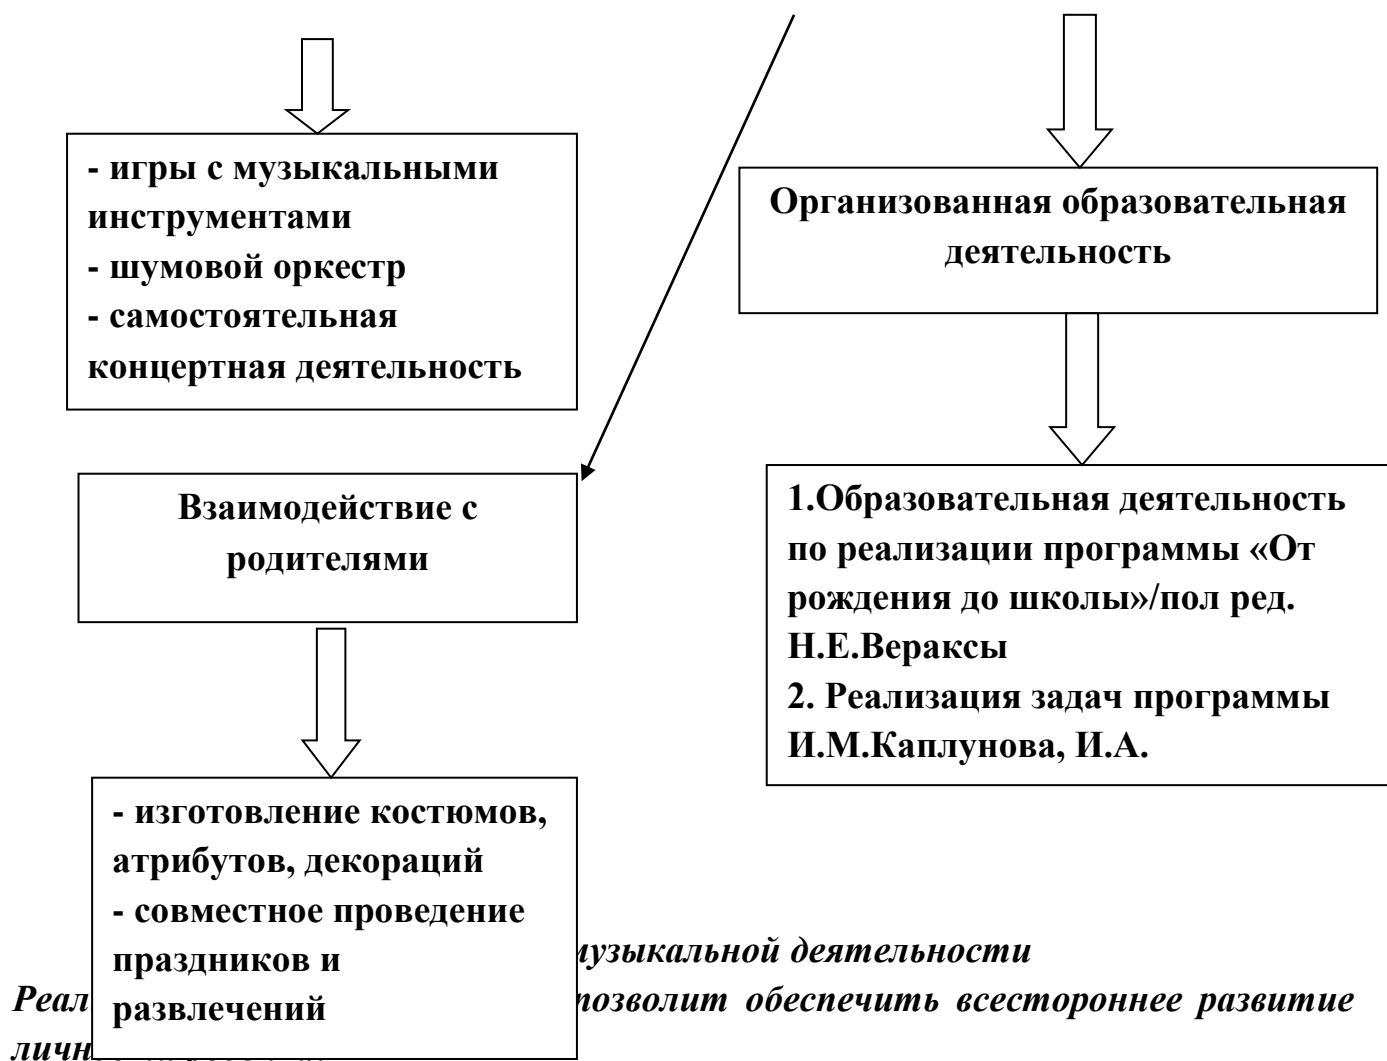 - игры с музыкальными
инструментами
- шумовой оркестр
- самостоятельная
концертная деятельность
Организованная образовательная
деятельность
Взаимодействие с
родителями
1.Образовательная деятельность
по реализации программы «От
рождения до школы»/пол ред.
Н.Е.Вераксы
2. Реализация задач программы
И.М.Каплунова, И.А.
- изготовление костюмов,
атрибутов, декораций
- совместное проведение
праздников и
развлечений
музыкальной деятельности
позволит обеспечить всестороннее развитие